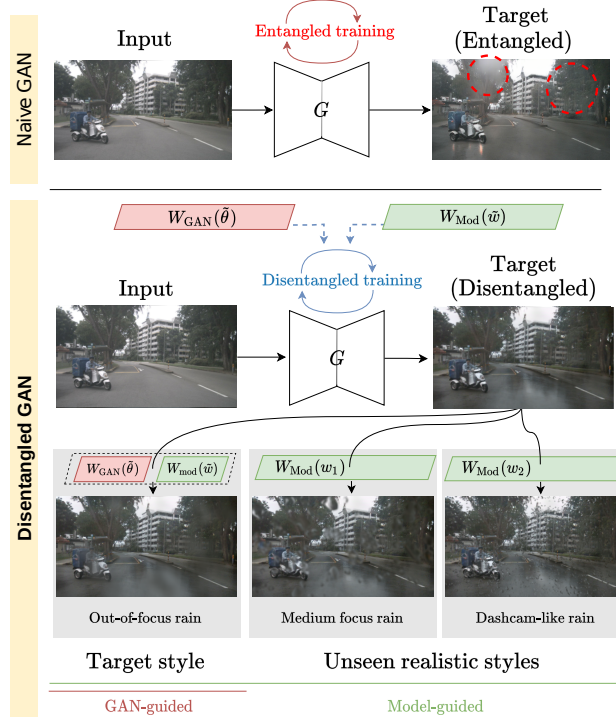 Naive GAN
Input
Entangled training
Target
(Entangled)
G
W_GAN(θ̃)
W_Mod(w̃)
Disentangled GAN
Input
Disentangled training
Target
(Disentangled)
G
W_GAN(θ̃) W_mod(w̃)
W_Mod(w₁)
W_Mod(w₂)
Out-of-focus rain
Medium focus rain
Dashcam-like rain
Target style
Unseen realistic styles
GAN-guided
Model-guided